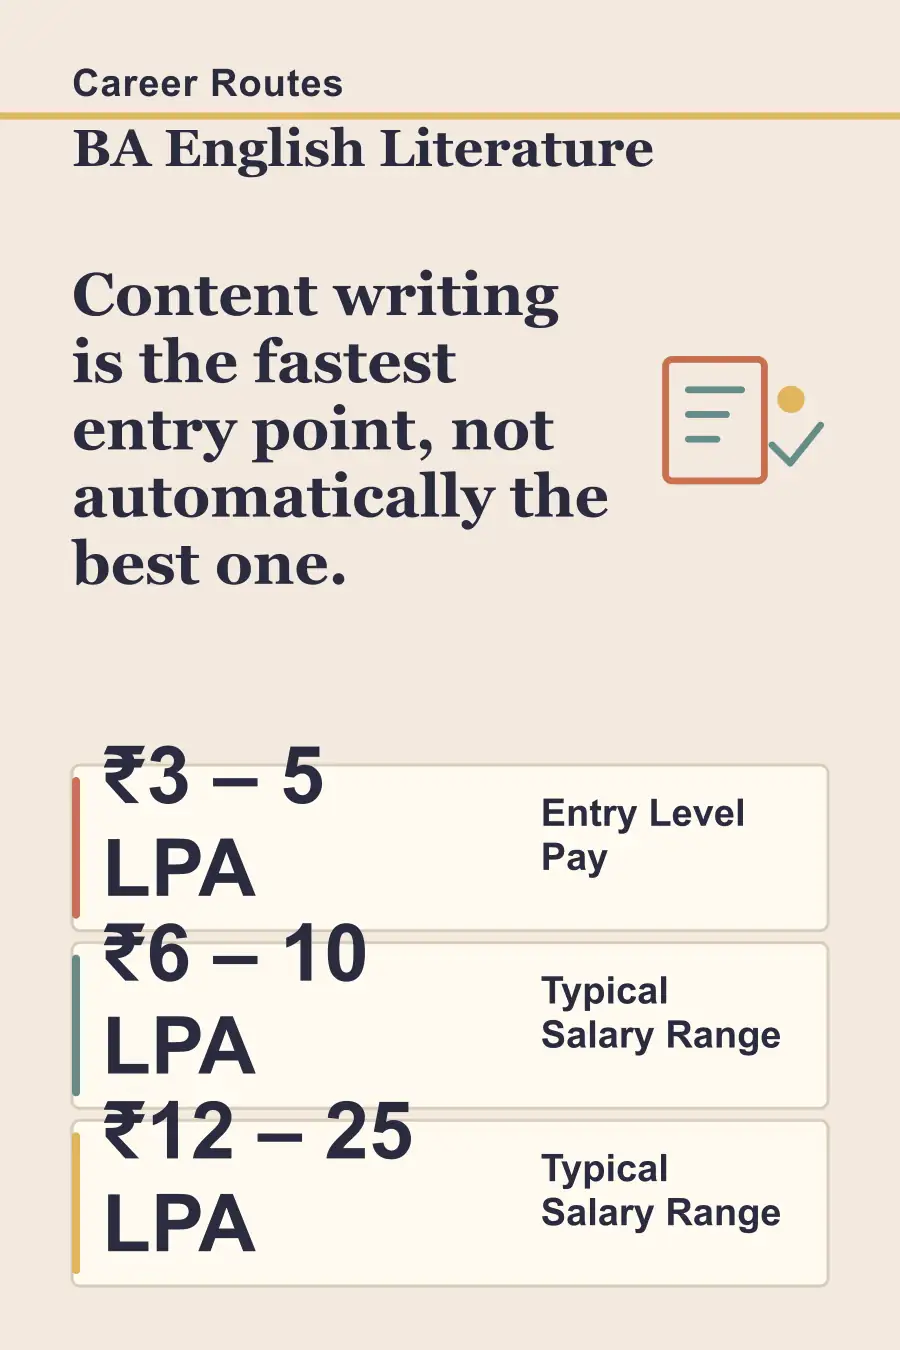 Career Routes
BA English Literature
Content writing
is the fastest
entry point, not
automatically the
best one.
₹3 – 5
LPA
Entry Level
Pay
₹6 – 10
LPA
Typical
Salary Range
₹12 – 25
LPA
Typical
Salary Range